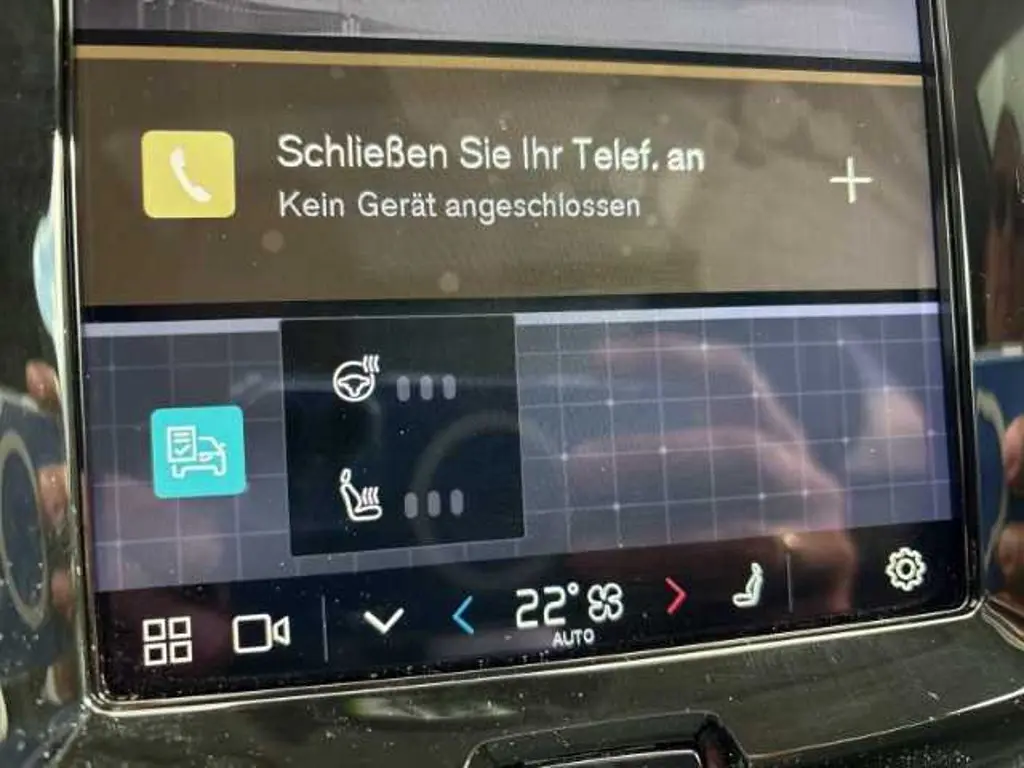 Schließen Sie Ihr Telef. an
Kein Gerät angeschlossen
22°
AUTO